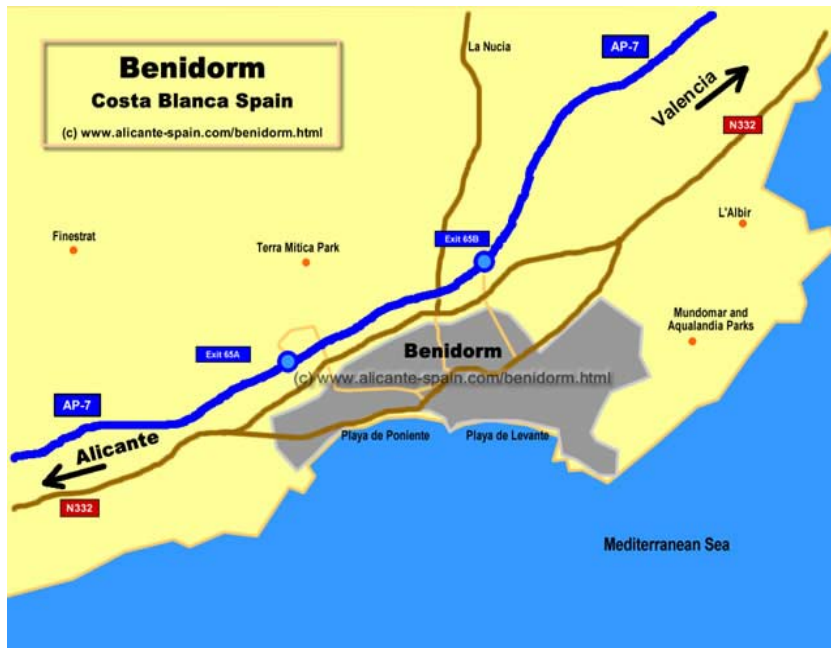 Benidorm
Costa Blanca Spain
(c) www.alicante-spain.com/benidorm.html
La Nucia
AP-7
Valencia
N332
L'Albir
Finestrat
Terra Mitica Park
Exit 65B
Mundomar and
Aqualandia Parks
Exit 65A
Benidorm
(c) www.alicante-spain.com/benidorm.html
AP-7
Alicante
Playa de Poniente
Playa de Levante
N332
Mediterranean Sea